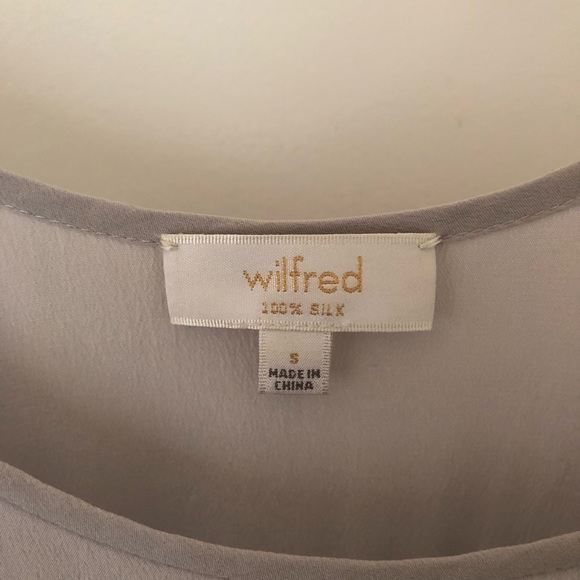 wilfred
100% SILK
S
MADE IN
CHINA